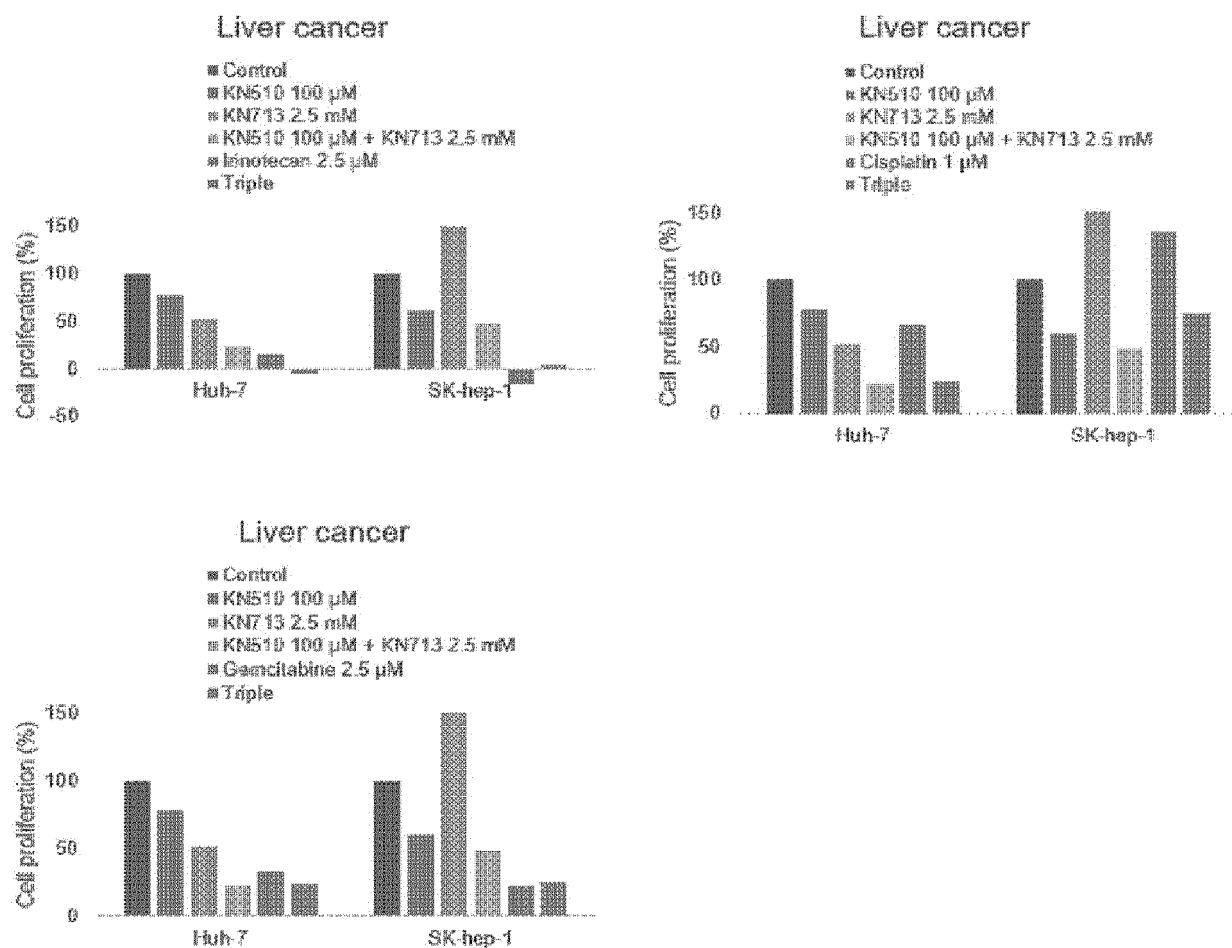 Liver cancer
Control
KN510 100 µM
KN713 2.5 mM
KN510 100 µM + KN713 2.5 mM
Irinotecan 2.5 µM
Triple
Cell proliferation (%)
150
100
50
0
-50
Huh-7
SK-hep-1
Liver cancer
Control
KN510 100 µM
KN713 2.5 mM
KN510 100 µM + KN713 2.5 mM
Cisplatin 1 µM
Triple
Cell proliferation (%)
150
100
50
0
Huh-7
SK-hep-1
Liver cancer
Control
KN510 100 µM
KN713 2.5 mM
KN510 100 µM + KN713 2.5 mM
Gemcitabine 2.5 µM
Triple
Cell proliferation (%)
150
100
50
0
Huh-7
SK-hep-1